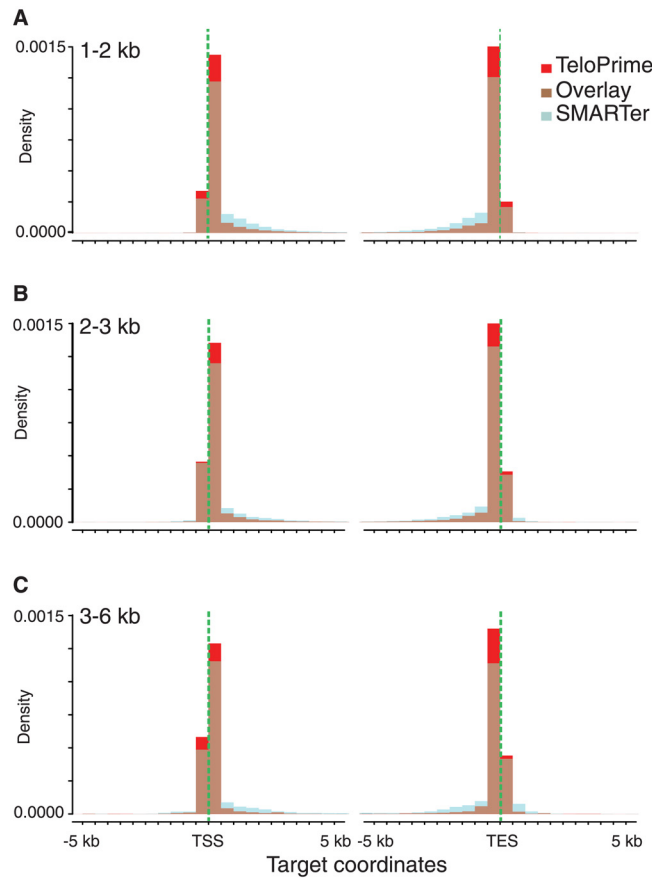 A
0.0015
1-2 kb
TeloPrime
Overlay
SMARTer
Density
0.0000
B
0.0015
2-3 kb
Density
0.0000
C
0.0015
3-6 kb
Density
0.0000
-5 kb TSS 5 kb -5 kb TES 5 kb
Target coordinates